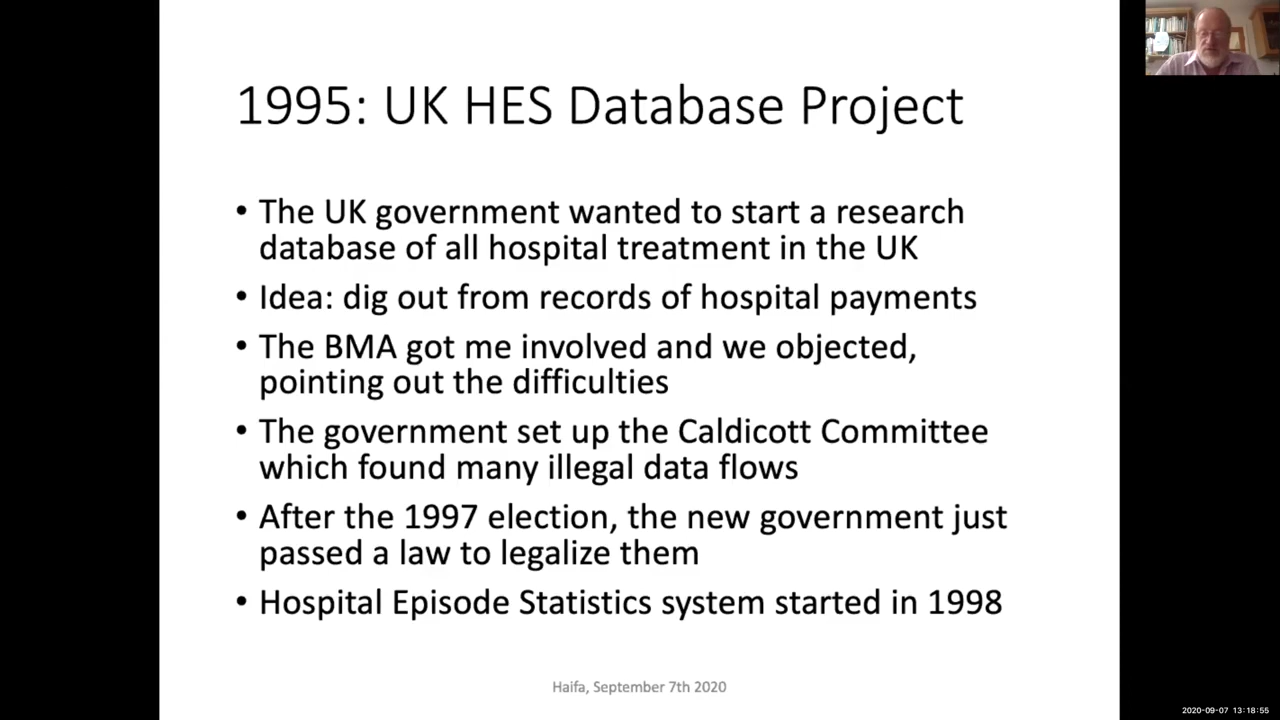 1995: UK HES Database Project
• The UK government wanted to start a research
database of all hospital treatment in the UK
• Idea: dig out from records of hospital payments
• The BMA got me involved and we objected,
pointing out the difficulties
• The government set up the Caldicott Committee
which found many illegal data flows
• After the 1997 election, the new government just
passed a law to legalize them
• Hospital Episode Statistics system started in 1998
Haifa, September 7th 2020
2020-09-07 13:18:55